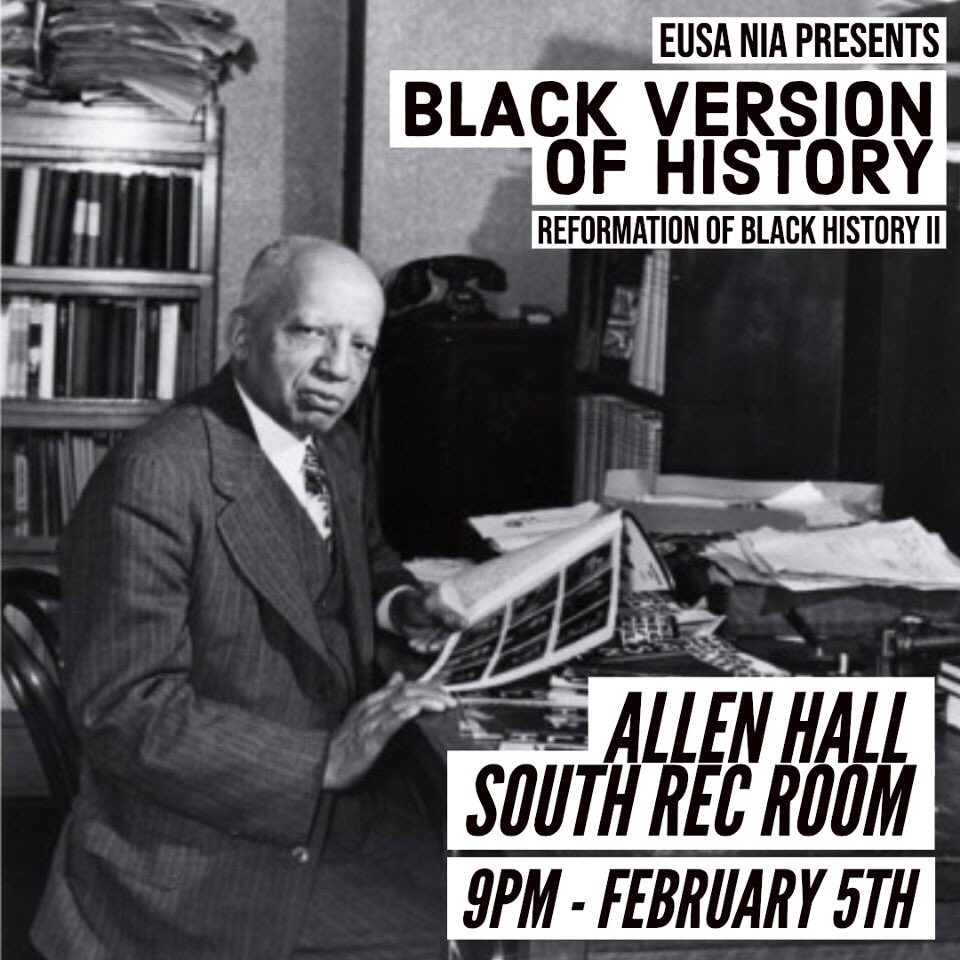 EUSA NIA PRESENTS
BLACK VERSION
OF HISTORY
REFORMATION OF BLACK HISTORY II
ALLEN HALL
SOUTH REC ROOM
9PM - FEBRUARY 5TH